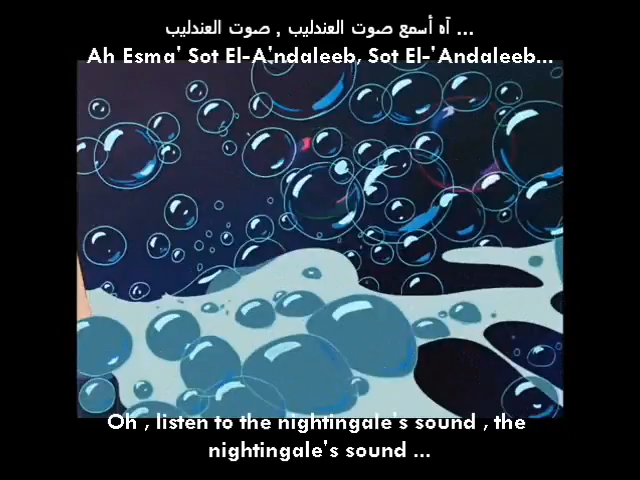 آه أسمع صوت العندليب , صوت العندليب ...
Ah Esma' Sot El-A'ndaleeb, Sot El-'Andaleeb...
Oh , listen to the nightingale's sound , the
nightingale's sound ...